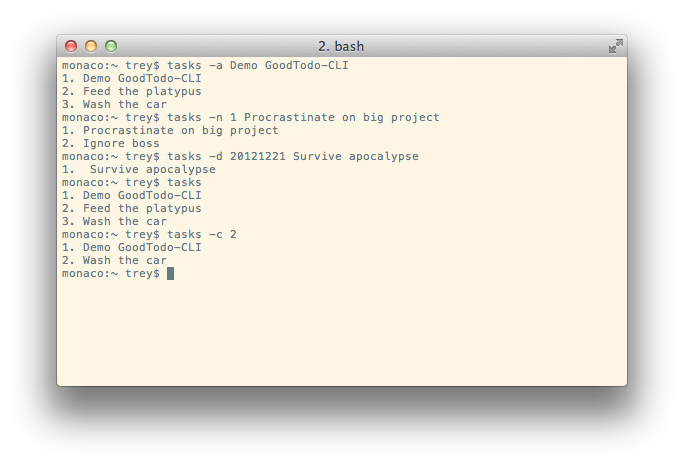 2. bash
monaco:~ trey$ tasks -a Demo GoodTodo-CLI
1. Demo GoodTodo-CLI
2. Feed the platypus
3. Wash the car
monaco:~ trey$ tasks -n 1 Procrastinate on big project
1. Procrastinate on big project
2. Ignore boss
monaco:~ trey$ tasks -d 20121221 Survive apocalypse
1.  Survive apocalypse
monaco:~ trey$ tasks
1. Demo GoodTodo-CLI
2. Feed the platypus
3. Wash the car
monaco:~ trey$ tasks -c 2
1. Demo GoodTodo-CLI
2. Wash the car
monaco:~ trey$